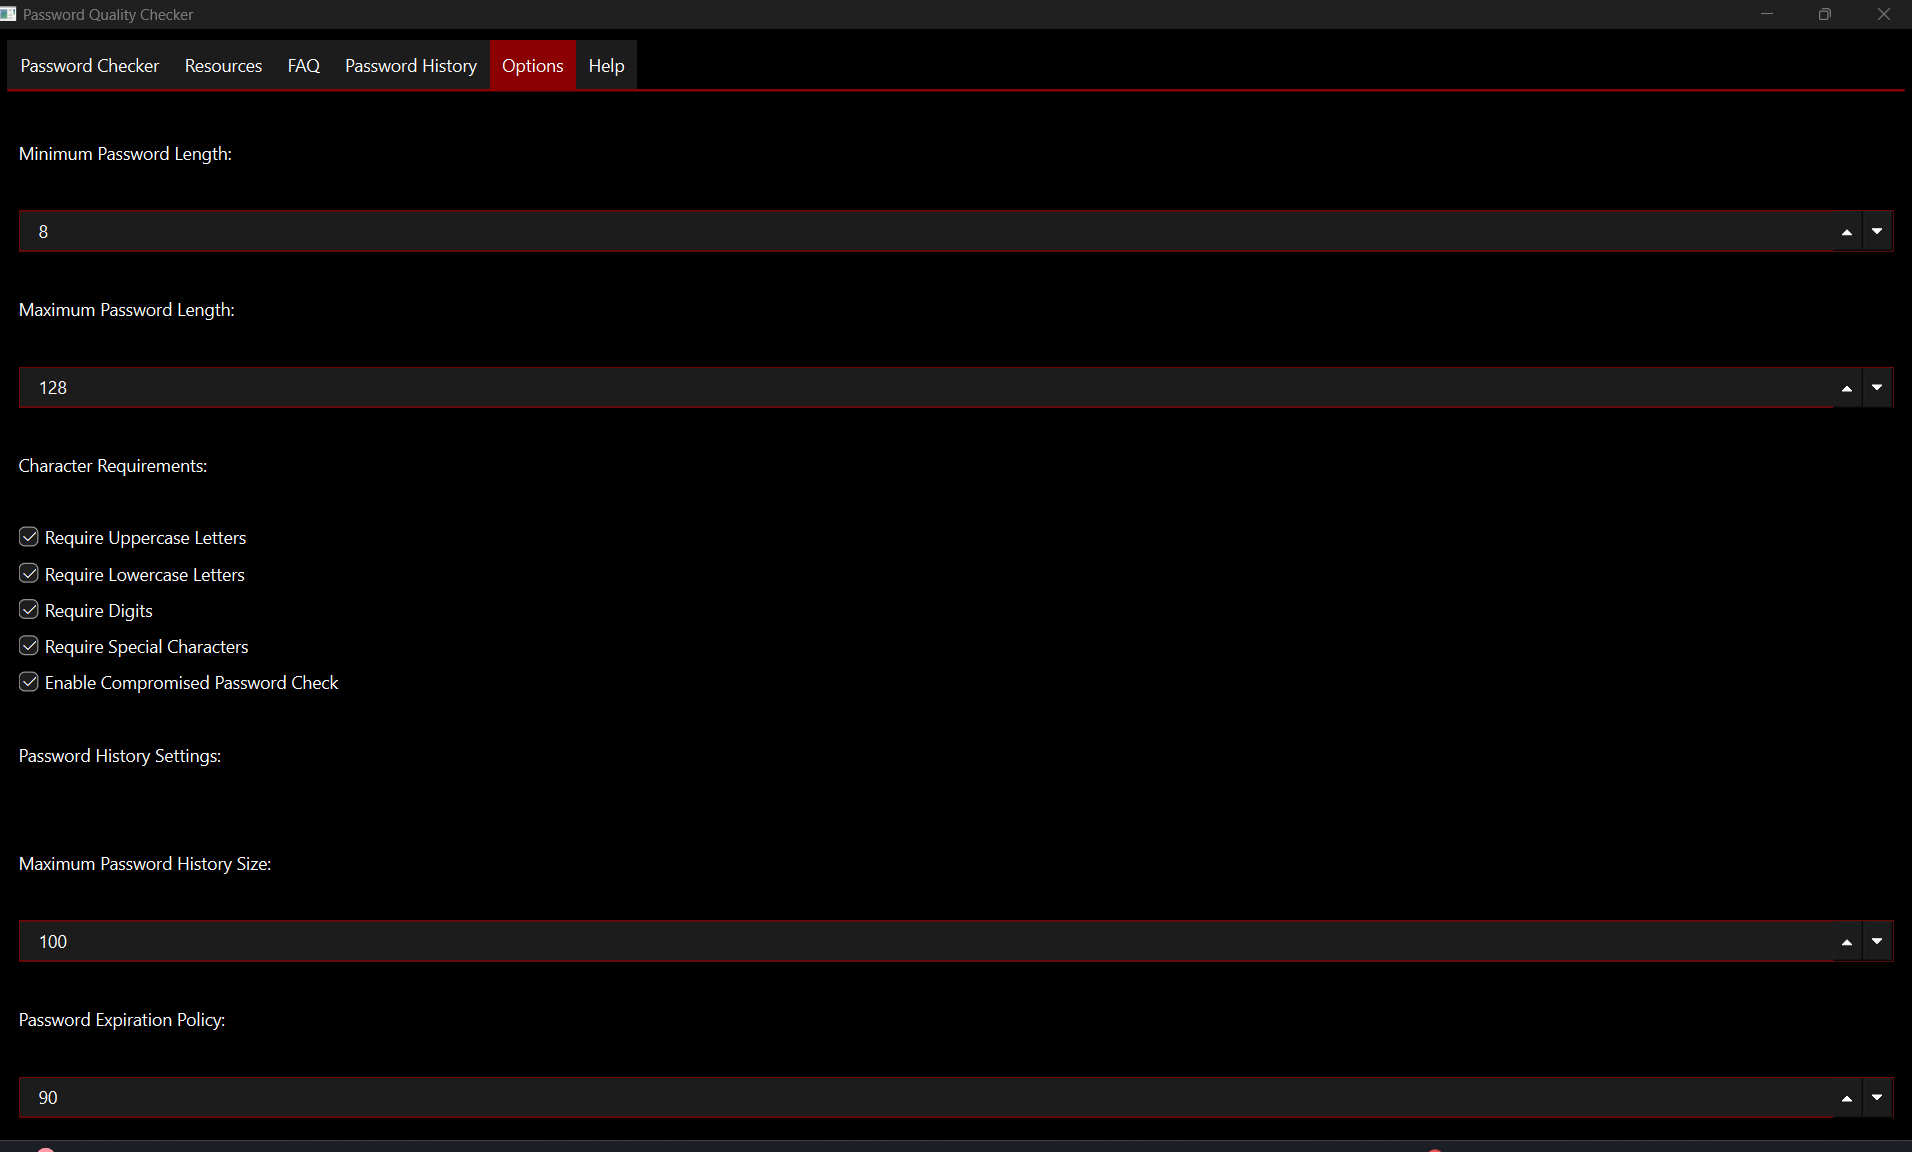 Password Quality Checker
Password Checker Resources FAQ Password History Options Help
Minimum Password Length:
8
Maximum Password Length:
128
Character Requirements:
Require Uppercase Letters
Require Lowercase Letters
Require Digits
Require Special Characters
Enable Compromised Password Check
Password History Settings:
Maximum Password History Size:
100
Password Expiration Policy:
90